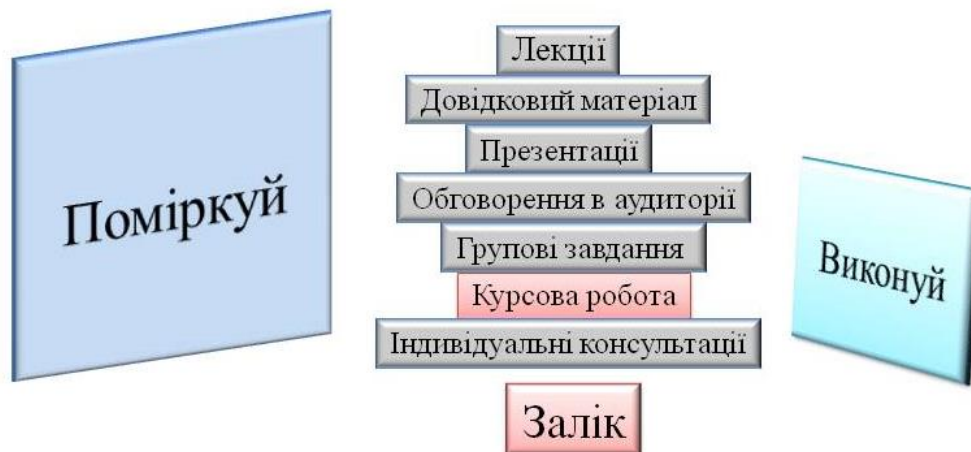 Поміркуй
Лекції
Довідковий матеріал
Презентації
Обговорення в аудиторії
Групові завдання
Курсова робота
Індивідуальні консультації
Залік
Виконуй